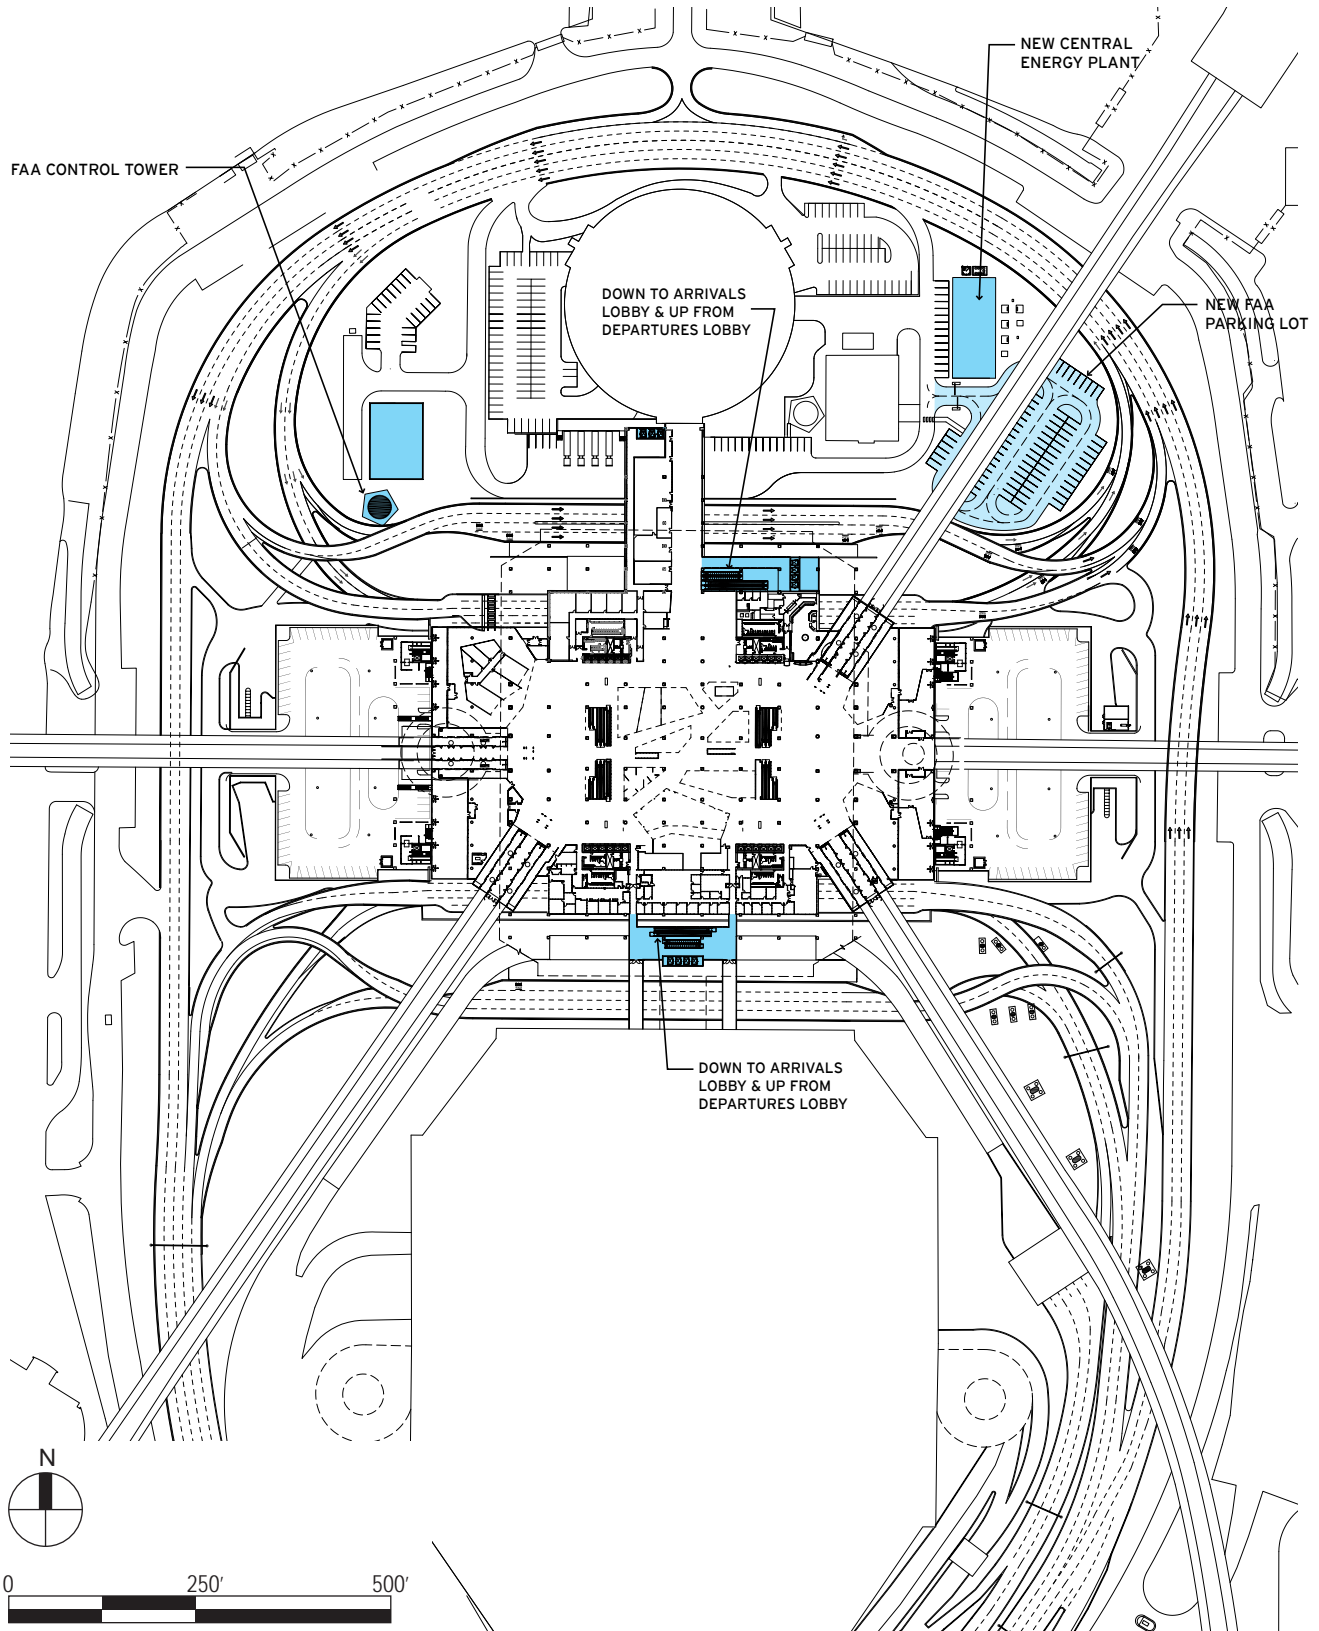 NEW CENTRAL
ENERGY PLANT
FAA CONTROL TOWER
DOWN TO ARRIVALS
LOBBY & UP FROM
DEPARTURES LOBBY
NEW FAA
PARKING LOT
DOWN TO ARRIVALS
LOBBY & UP FROM
DEPARTURES LOBBY
N
0 250' 500'